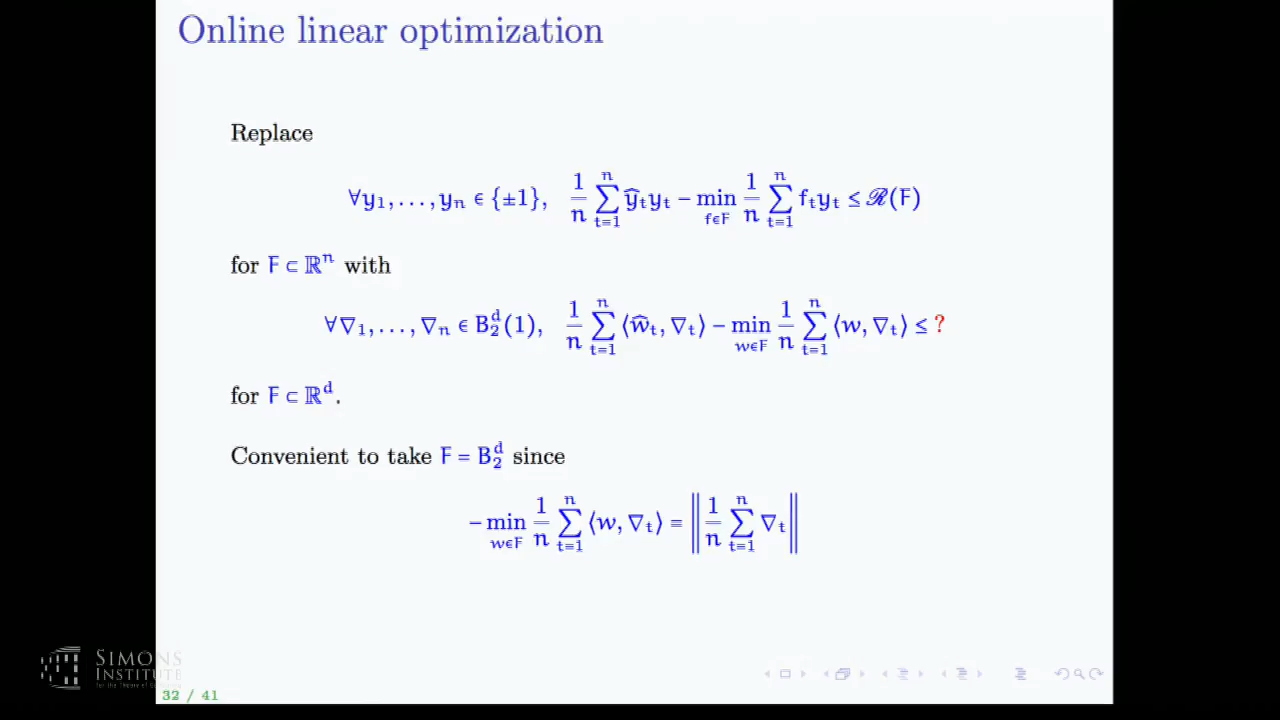 Online linear optimization
Replace
∀y₁, . . . , yₙ ∈ {±1},   1/n ∑ₜ₌₁ⁿ ŷₜyₜ − min_{f∈F} 1/n ∑ₜ₌₁ⁿ fₜyₜ ≤ ℛ(F)
for F ⊂ ℝⁿ with
∀∇₁, . . . , ∇ₙ ∈ B₂ᵈ(1),   1/n ∑ₜ₌₁ⁿ ⟨ŵₜ, ∇ₜ⟩ − min_{w∈F} 1/n ∑ₜ₌₁ⁿ ⟨w, ∇ₜ⟩ ≤ ?
for F ⊂ ℝᵈ.
Convenient to take F = B₂ᵈ since
− min_{w∈F} 1/n ∑ₜ₌₁ⁿ ⟨w, ∇ₜ⟩ = ‖1/n ∑ₜ₌₁ⁿ ∇ₜ‖
SIMONS
INSTITUTE
32 / 41